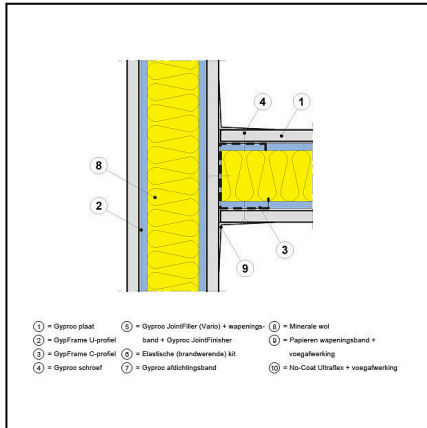 4
1
8
2
3
9
1 = Gyproc plaat
2 = GypFrame U-profiel
3 = GypFrame C-profiel
4 = Gyproc schroef
5 = Gyproc JointFiller (Vario) + wapenings-
band + Gyproc JointFinisher
6 = Elastische (brandwerende) kit
7 = Gyproc afdichtingsband
8 = Minerale wol
9 = Papieren wapeningsband +
voegafwerking
10 = No-Coat Ultraflex + voegafwerking